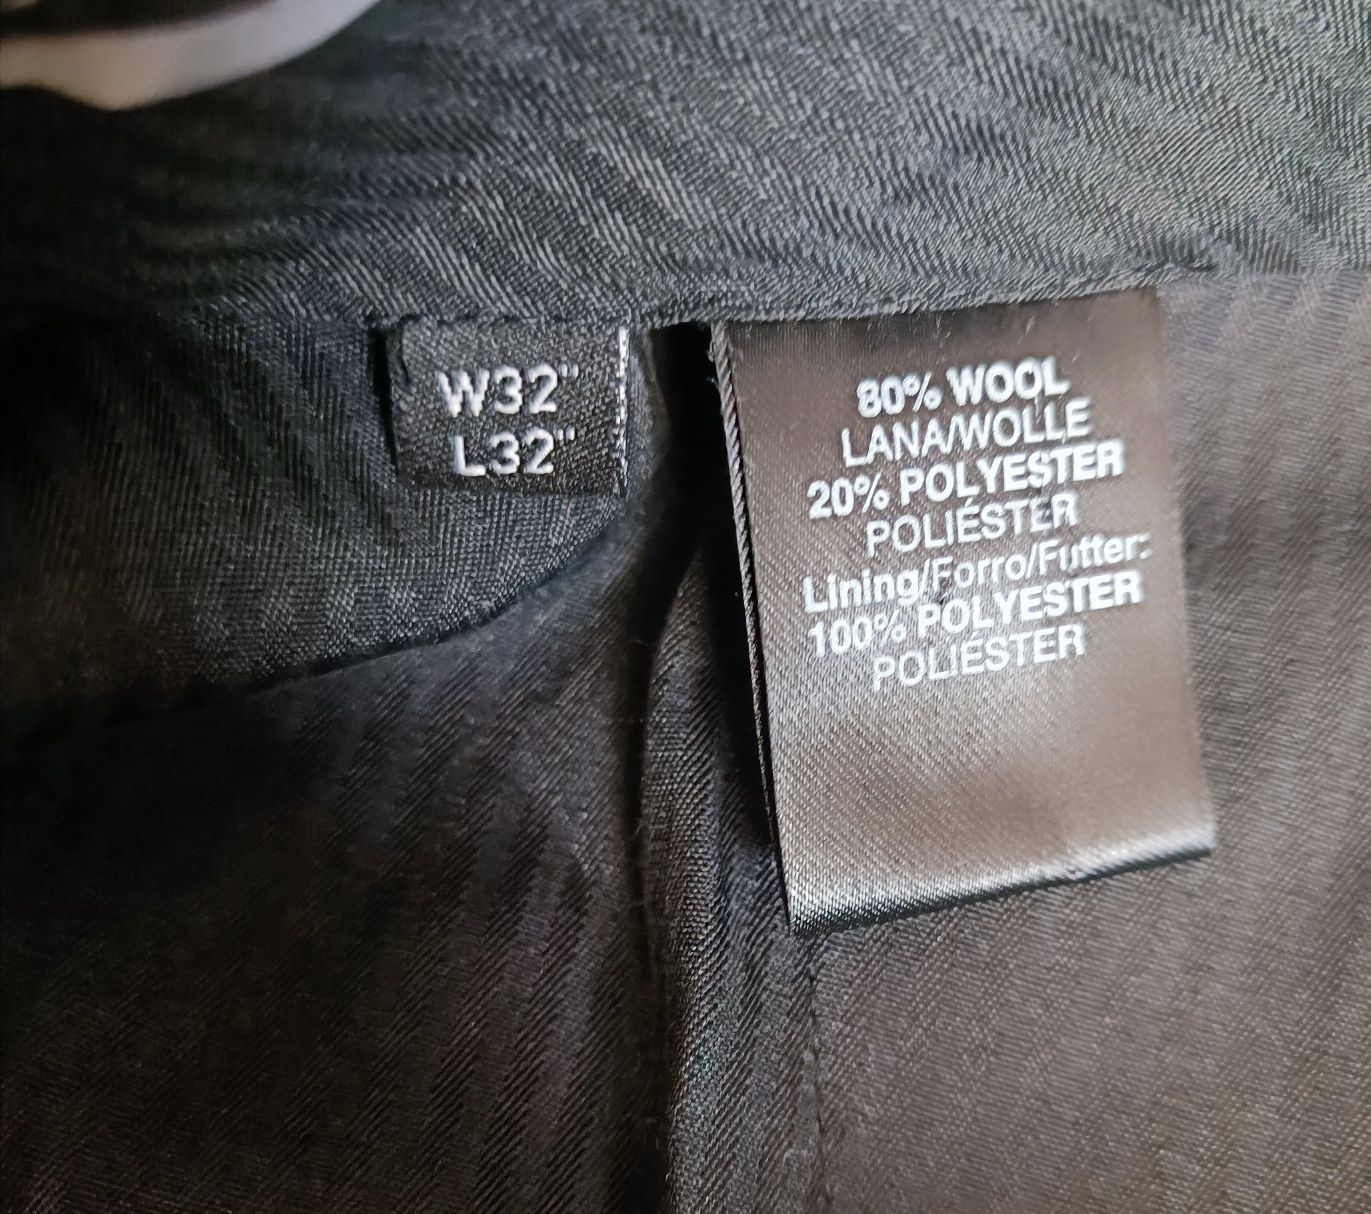 W32"
L32"
80% WOOL
LANA/WOLLE
20% POLYESTER
POLIÉSTER
Lining/Forro/Futter:
100% POLYESTER
POLIÉSTER